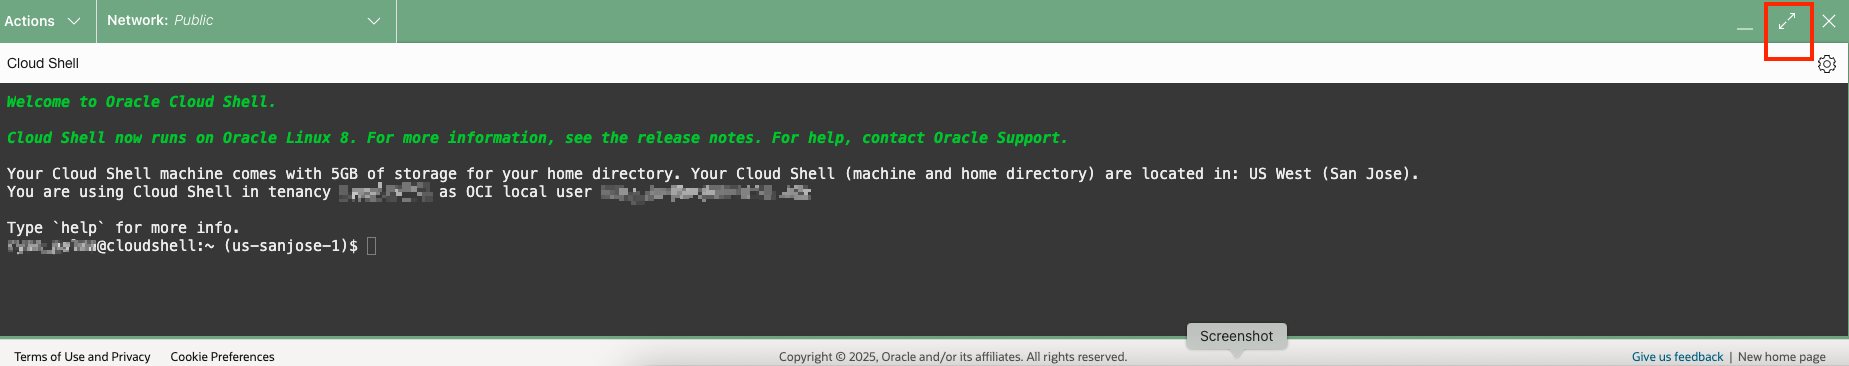 Actions
Network: Public
Cloud Shell
Welcome to Oracle Cloud Shell.
Cloud Shell now runs on Oracle Linux 8. For more information, see the release notes. For help, contact Oracle Support.
Your Cloud Shell machine comes with 5GB of storage for your home directory. Your Cloud Shell (machine and home directory) are located in: US West (San Jose).
You are using Cloud Shell in tenancy as OCI local user
Type `help` for more info.
@cloudshell:~ (us-sanjose-1)$
Screenshot
Terms of Use and Privacy Cookie Preferences Copyright © 2025, Oracle and/or its affiliates. All rights reserved. Give us feedback | New home page